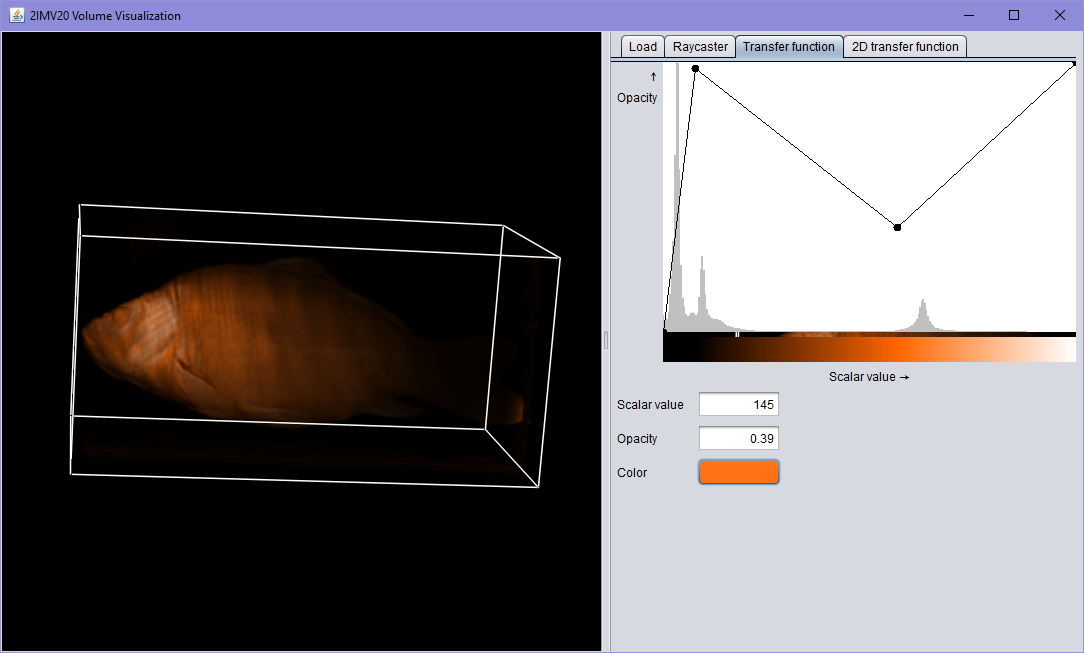 2IMV20 Volume Visualization
Load Raycaster Transfer function 2D transfer function
↑
Opacity
Scalar value →
Scalar value 145
Opacity 0.39
Color